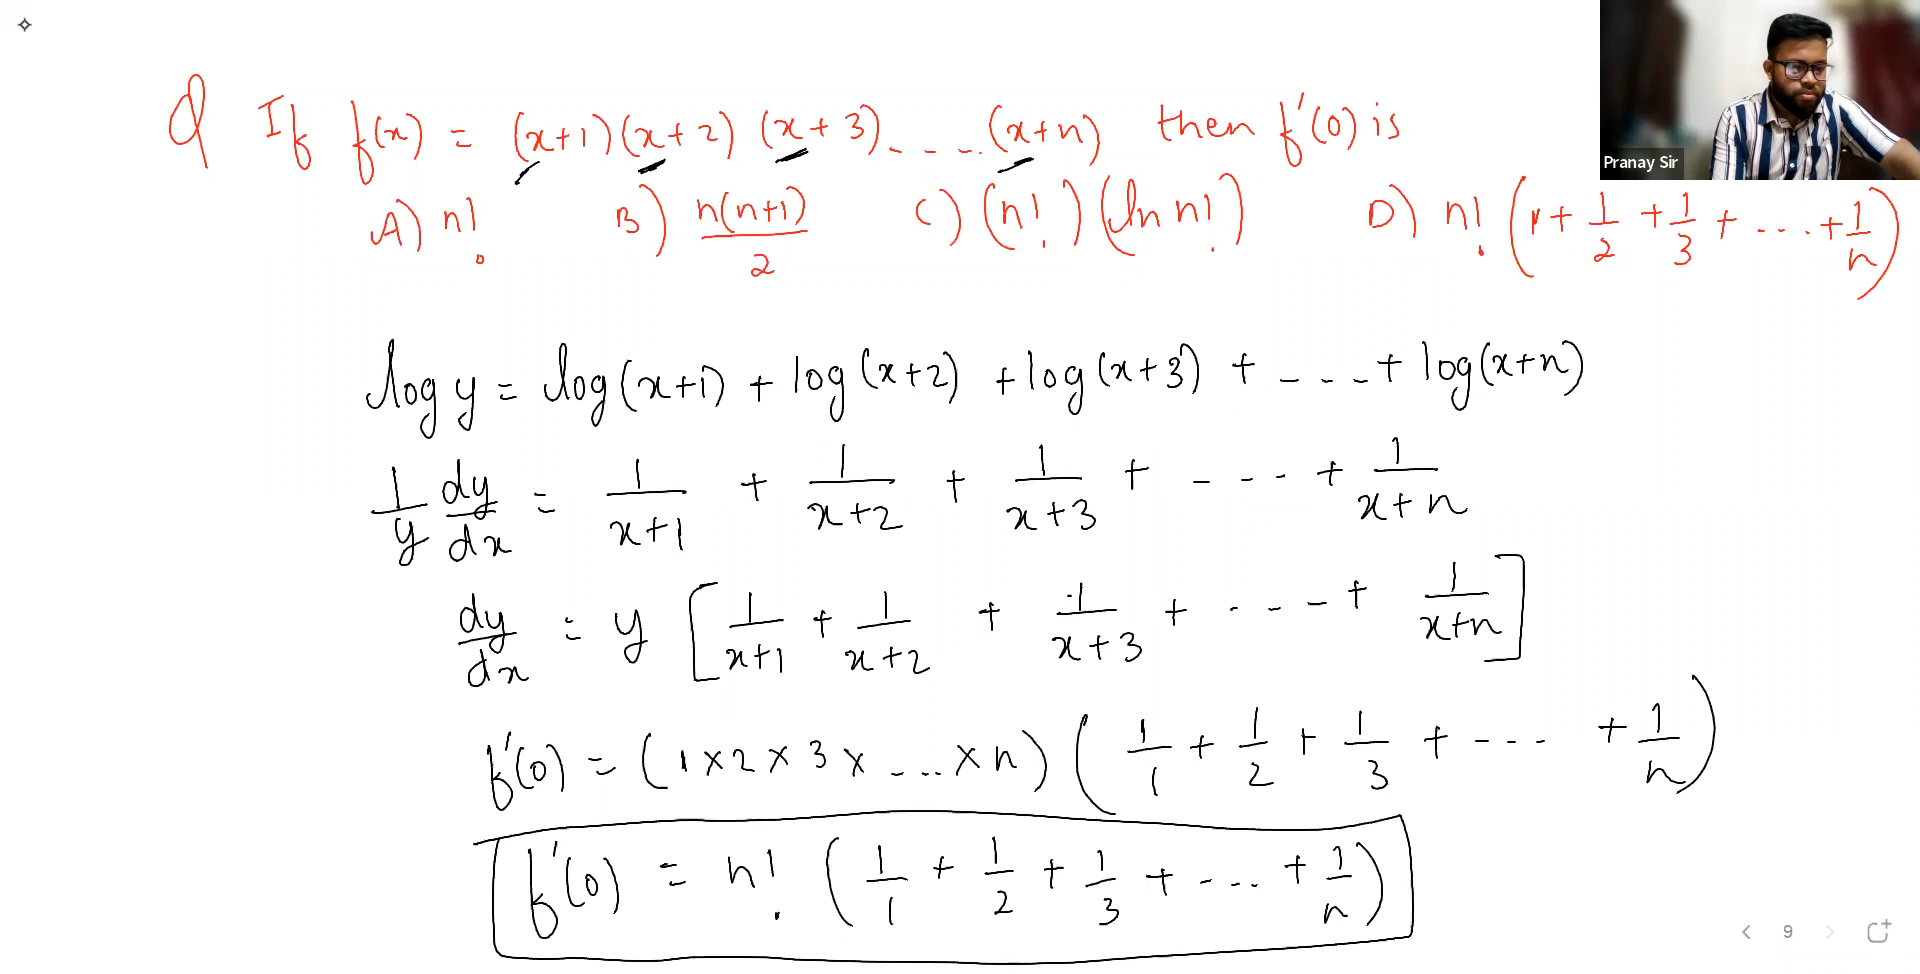 Q If f(x) = (x+1)(x+2)(x+3)-----(x+n) then f'(0) is
Pranay Sir
A) n! B) n(n+1)/2 C) (n!)(ln n!) D) n! (1 + 1/2 + 1/3 + --- + 1/n)
log y = log(x+1) + log(x+2) + log(x+3) + ---- + log(x+n)
1/y dy/dx = 1/(x+1) + 1/(x+2) + 1/(x+3) + ---- + 1/(x+n)
dy/dx = y [1/(x+1) + 1/(x+2) + 1/(x+3) + ---- + 1/(x+n)]
f'(0) = (1×2×3×----×n) (1/1 + 1/2 + 1/3 + --- + 1/n)
f'(0) = n! (1/1 + 1/2 + 1/3 + ---- + 1/n)
9